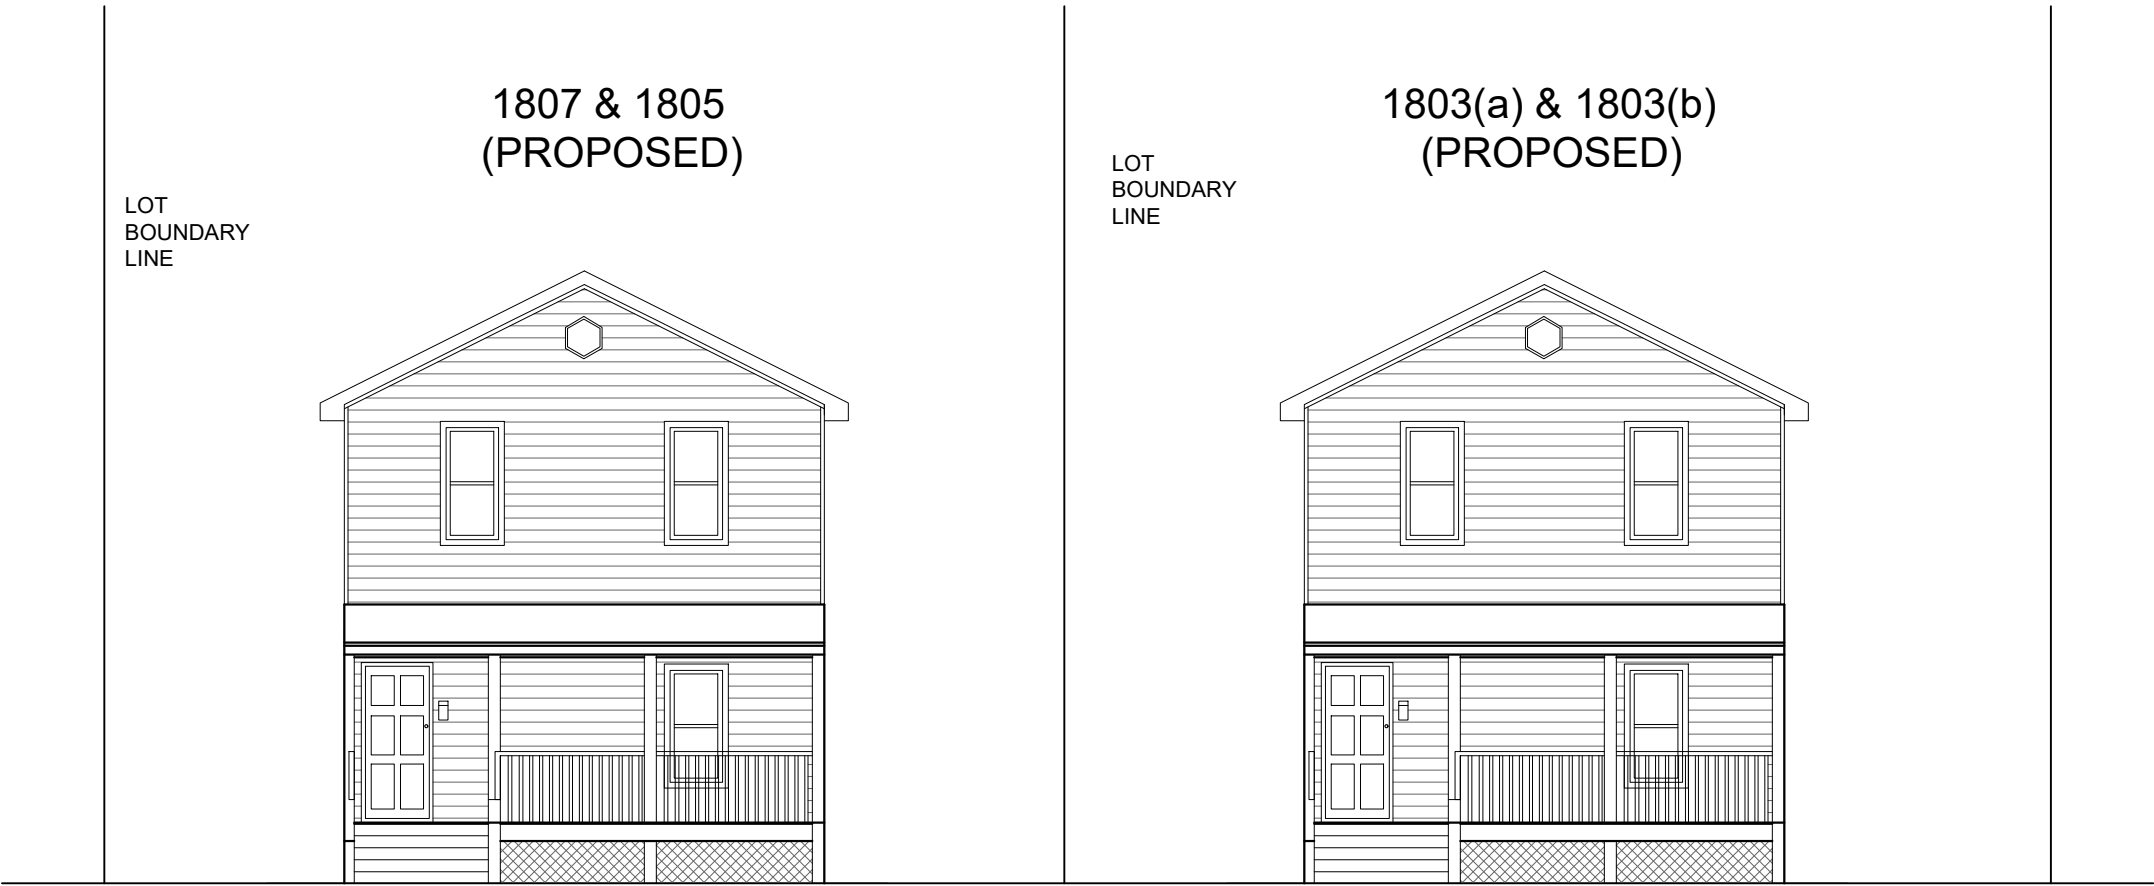 1807 & 1805
(PROPOSED)
LOT
BOUNDARY
LINE
1803(a) & 1803(b)
(PROPOSED)
LOT
BOUNDARY
LINE